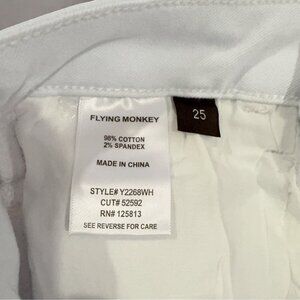 FLYING MONKEY
98% COTTON
2% SPANDEX
MADE IN CHINA
STYLE# Y2268WH
CUT# 52592
RN# 125813
SEE REVERSE FOR CARE
25